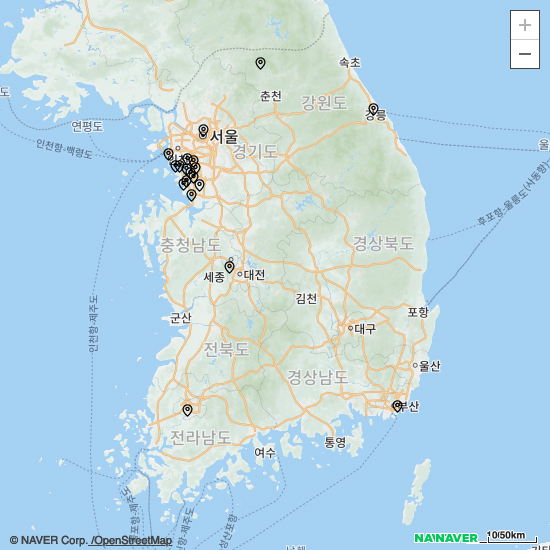 +
−
속초
춘천
강원도
강릉
연평도
서울
인천항-백령도
경기도
울
후포항-울릉도(사동항)
충청남도
경상북도
세종
대전
김천
군산
포항
인천항-제주도
대구
전북도
울산
경상남도
부산
전라남도
통영
여수
© NAVER Corp. /OpenStreetMap
NAVER
10/50km